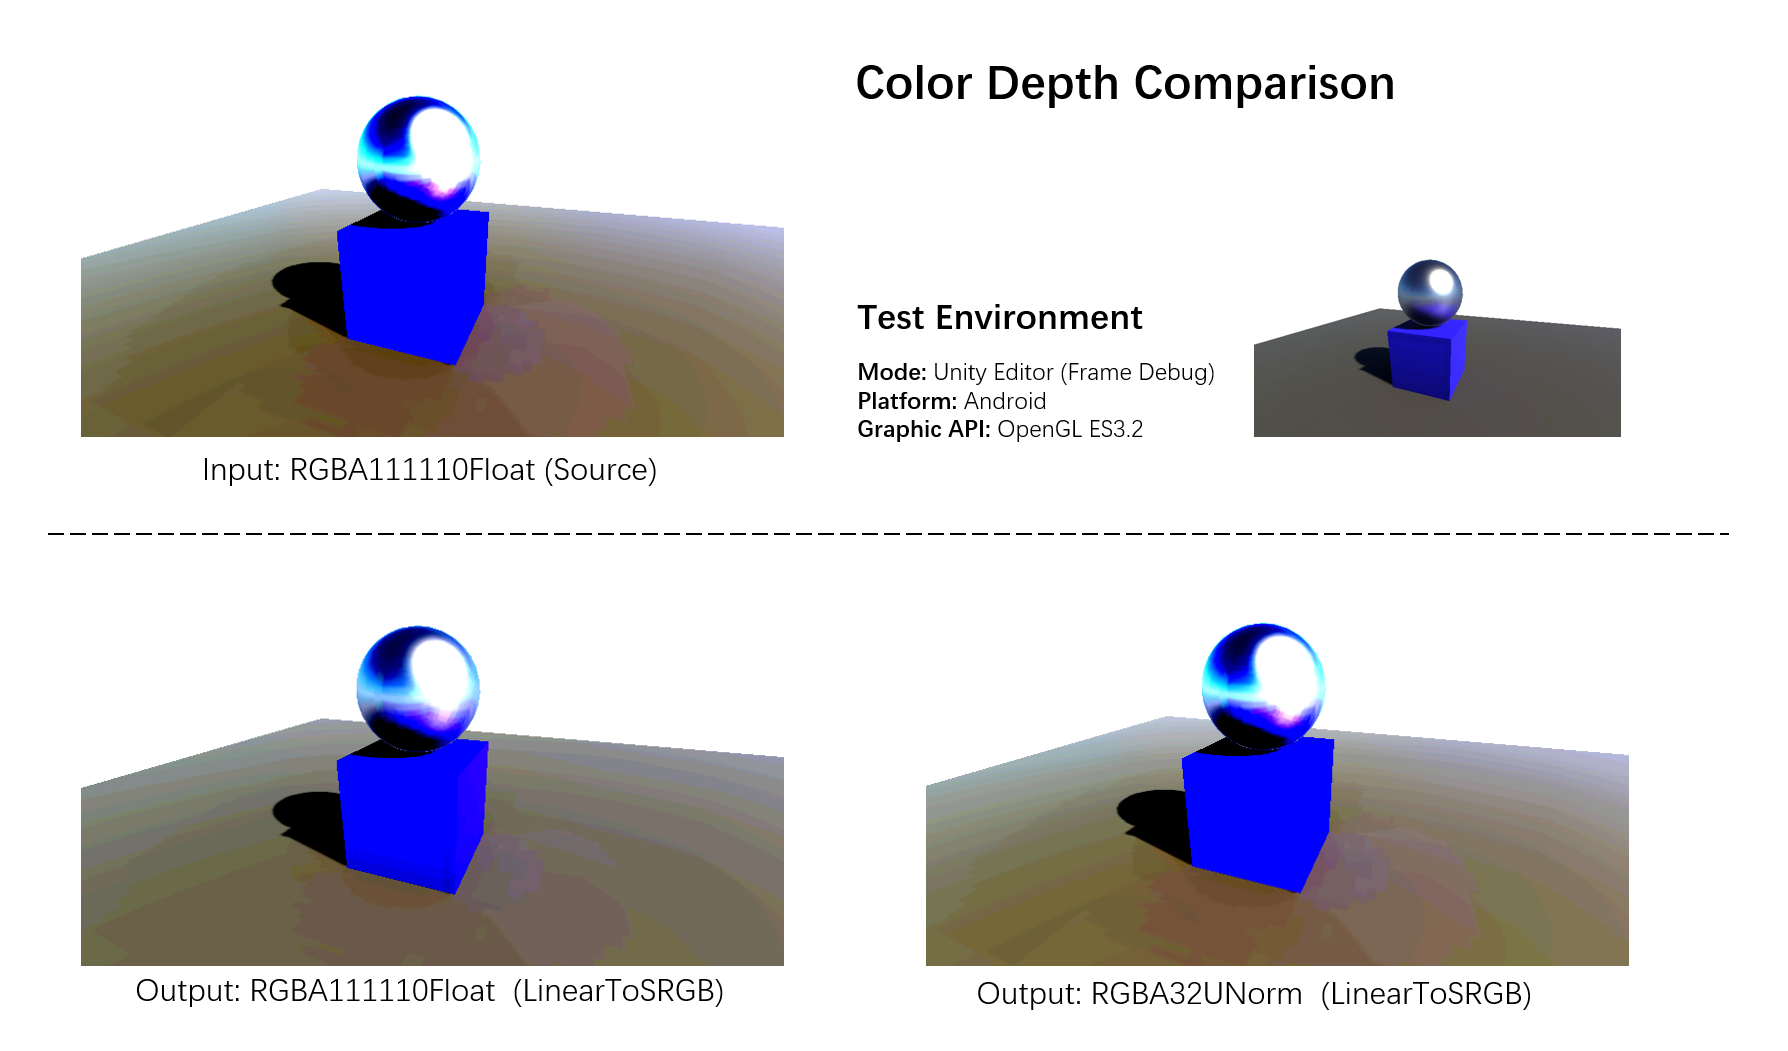 Color Depth Comparison
Test Environment
Mode: Unity Editor (Frame Debug)
Platform: Android
Graphic API: OpenGL ES3.2
Input: RGBA111110Float (Source)
Output: RGBA111110Float (LinearToSRGB)
Output: RGBA32UNorm (LinearToSRGB)